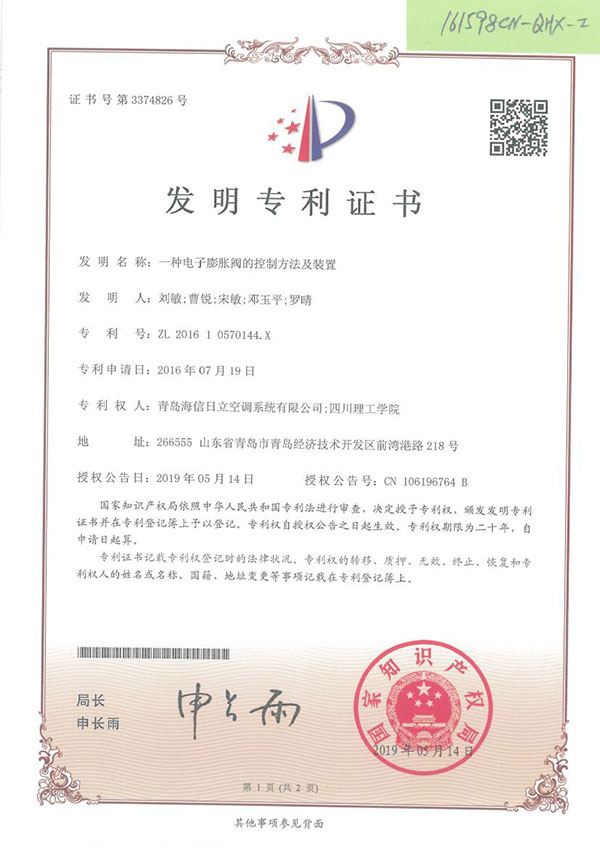 161598CN-QHX-I
证书号第3374826号
发明专利证书
发明名称：一种电子膨胀阀的控制方法及装置
发明人：刘敏;曹锐;宋敏;邓玉平;罗晴
专利号：ZL 2016 1 0570144.X
专利申请日：2016年07月19日
专利权人：青岛海信日立空调系统有限公司;四川理工学院
地址：266555 山东省青岛市青岛经济技术开发区前湾港路218号
授权公告日：2019年05月14日 授权公告号：CN 106196764 B
国家知识产权局依照中华人民共和国专利法进行审查，决定授予专利权，颁发发明专利
证书并在专利登记簿上予以登记。专利权自授权公告之日起生效。专利权期限为二十年，自
申请日起算。
专利证书记载专利权登记时的法律状况。专利权的转移、质押、无效、终止、恢复和专
利权人的姓名或名称、国籍、地址变更等事项记载在专利登记簿上。
局长
申长雨
申长雨
国家知识产权局
2019年05月14日
第1页(共2页)
其他事项参见背面